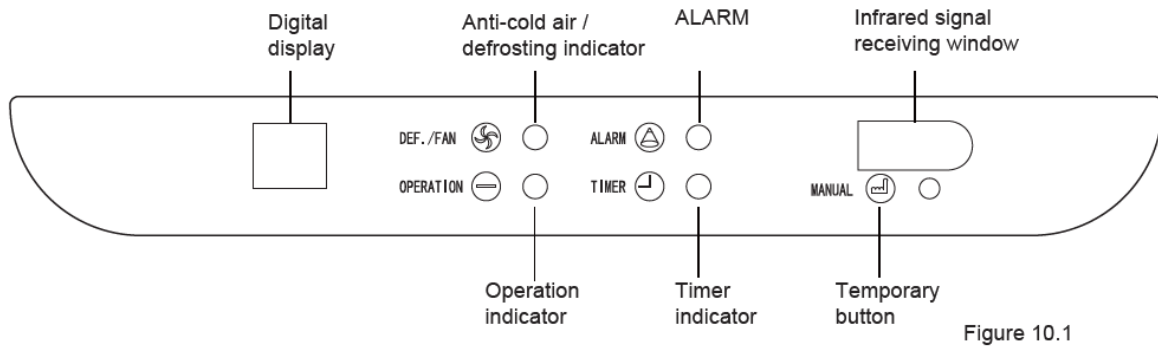 Digital
display
Anti-cold air /
defrosting indicator
ALARM
Infrared signal
receiving window
DEF./FAN
ALARM
OPERATION
TIMER
MANUAL
Operation
indicator
Timer
indicator
Temporary
button
Figure 10.1